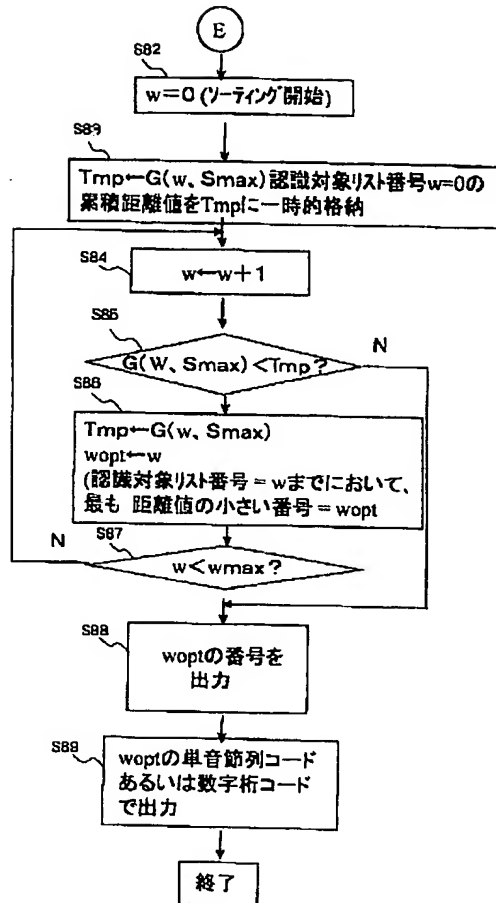 E
S82
w=0(ソーティング開始)
S89
Tmp←G(w、Smax)認識対象リスト番号w=0の
累積距離値をTmpに一時的格納
S84
w←w+1
S85
G(W、Smax)<Tmp?
N
S86
Tmp←G(w、Smax)
wopt←w
(認識対象リスト番号=wまでにおいて、
最も 距離値の小さい番号=wopt
N
S87
w<wmax?
S88
woptの番号を
出力
S89
woptの単音節列コード
あるいは数字桁コード
で出力
終了